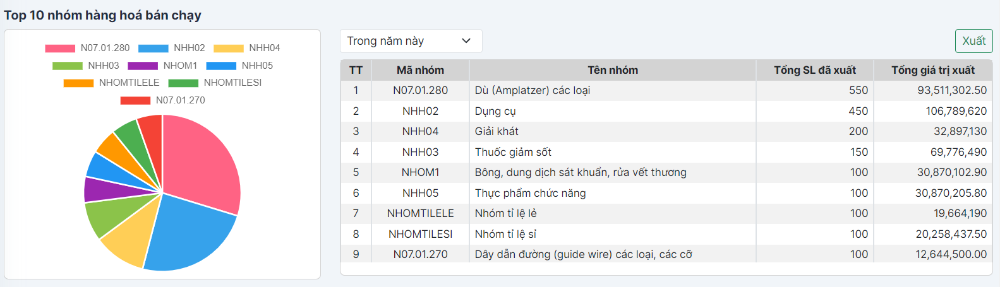 Top 10 nhóm hàng hoá bán chạy
N07.01.280 NHH02 NHH04
NHH03 NHOM1 NHH05
NHOMTILELE NHOMTILESI
N07.01.270
Trong năm này
Xuất
TT Mã nhóm Tên nhóm Tổng SL đã xuất Tổng giá trị xuất
1 N07.01.280 Dù (Amplatzer) các loại 550 93,511,302.50
2 NHH02 Dụng cụ 450 106,789,620
3 NHH04 Giải khát 200 32,897,130
4 NHH03 Thuốc giảm sốt 150 69,776,490
5 NHOM1 Bông, dung dịch sát khuẩn, rửa vết thương 100 30,870,102.90
6 NHH05 Thực phẩm chức năng 100 30,870,205.80
7 NHOMTILELE Nhóm tỉ lệ lẻ 100 19,664,190
8 NHOMTILESI Nhóm tỉ lệ sỉ 100 20,258,437.50
9 N07.01.270 Dây dẫn đường (guide wire) các loại, các cỡ 100 12,644,500.00